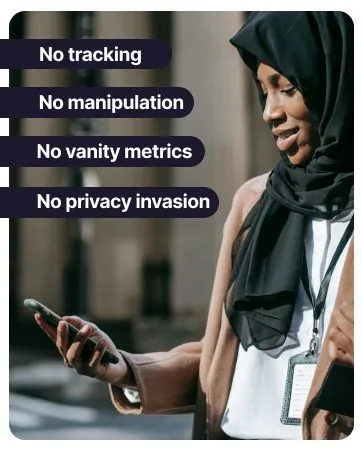 No tracking
No manipulation
No vanity metrics
No privacy invasion